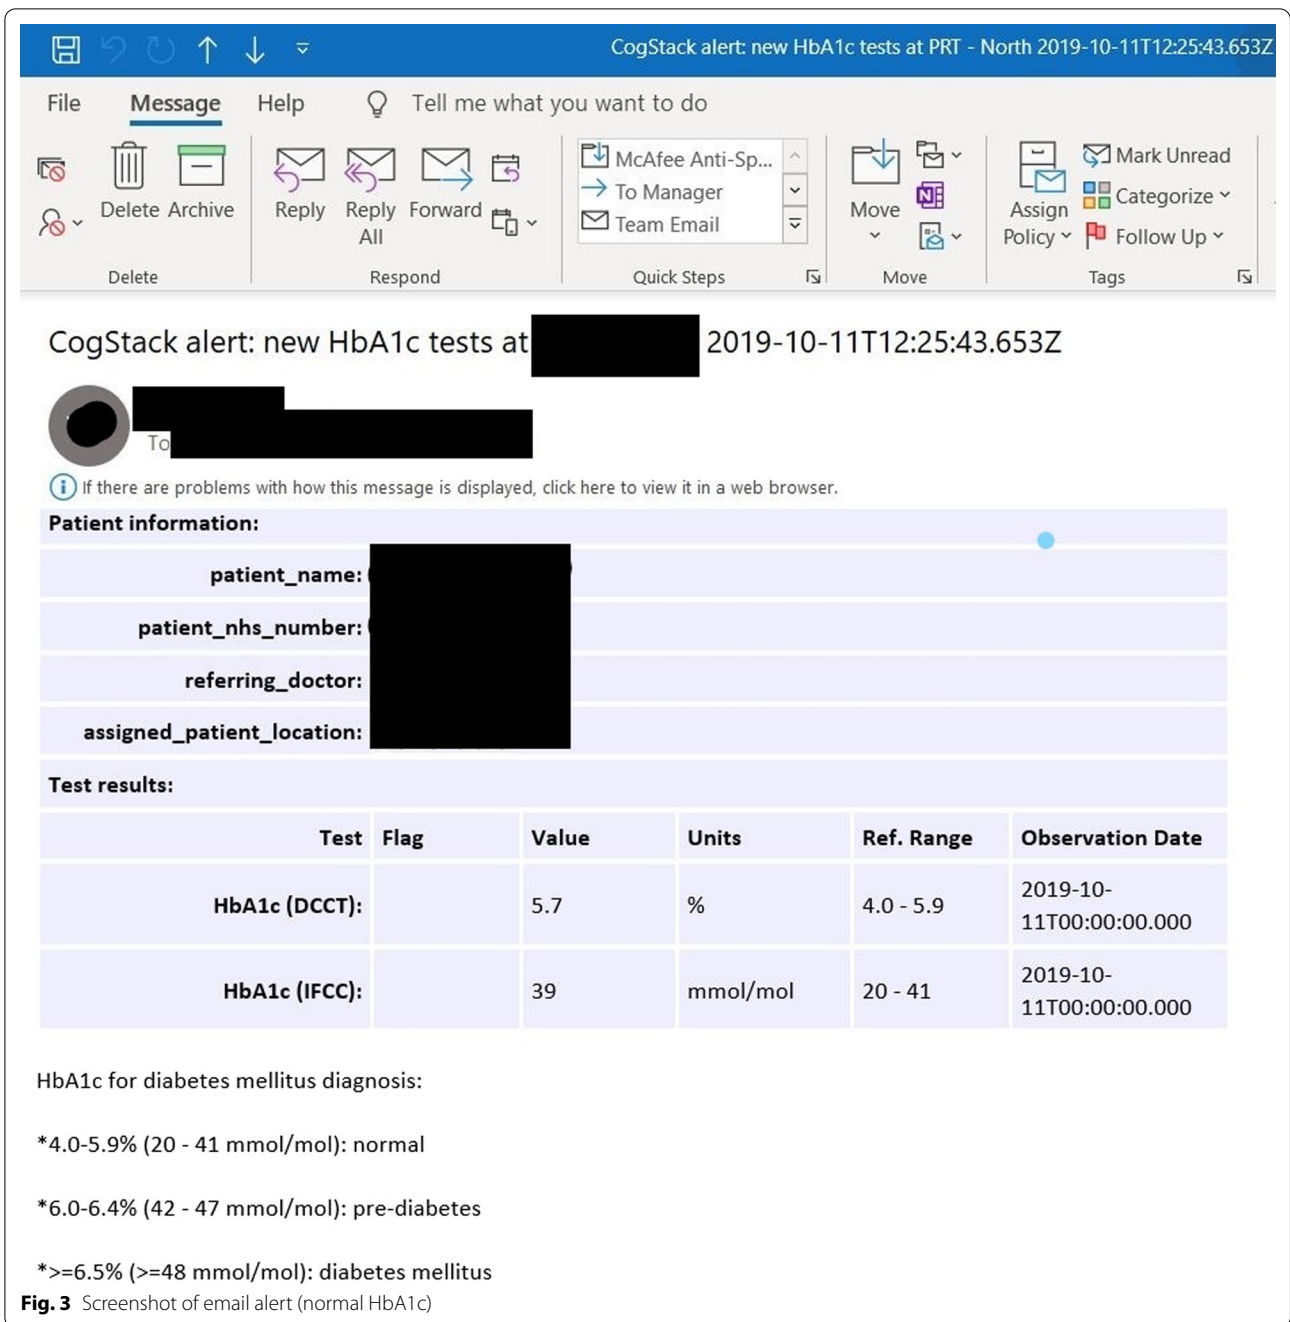 CogStack alert: new HbA1c tests at PRT - North 2019-10-11T12:25:43.653Z
File Message Help Tell me what you want to do
McAfee Anti-Sp...
To Manager
Team Email
Delete Archive
Reply
Reply All
Forward
Move
Assign Policy
Mark Unread
Categorize
Follow Up
Delete Respond Quick Steps Move Tags
CogStack alert: new HbA1c tests at 2019-10-11T12:25:43.653Z
To
If there are problems with how this message is displayed, click here to view it in a web browser.
Patient information:
patient_name:
patient_nhs_number:
referring_doctor:
assigned_patient_location:
Test results:
Test Flag Value Units Ref. Range Observation Date
HbA1c (DCCT): 5.7 % 4.0 - 5.9 2019-10-
11T00:00:00.000
HbA1c (IFCC): 39 mmol/mol 20 - 41 2019-10-
11T00:00:00.000
HbA1c for diabetes mellitus diagnosis:
*4.0-5.9% (20 - 41 mmol/mol): normal
*6.0-6.4% (42 - 47 mmol/mol): pre-diabetes
*>=6.5% (>=48 mmol/mol): diabetes mellitus
Fig. 3 Screenshot of email alert (normal HbA1c)